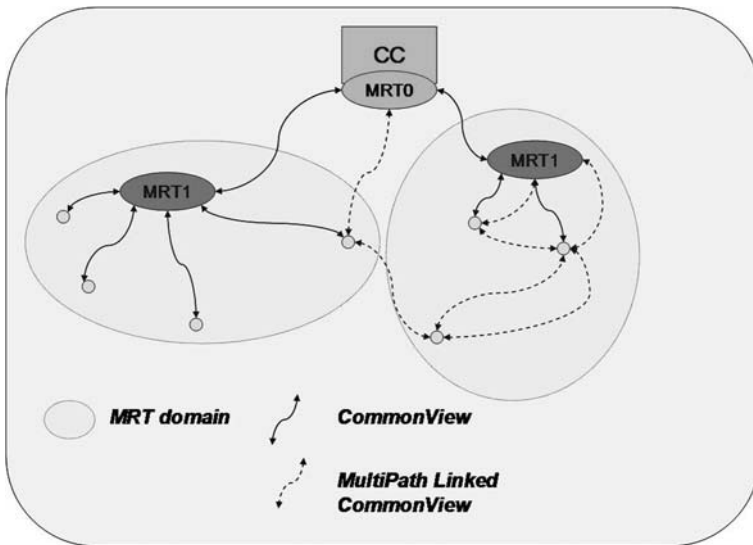 CC
MRT0
MRT1
MRT1
MRT domain
CommonView
MultiPath Linked
CommonView